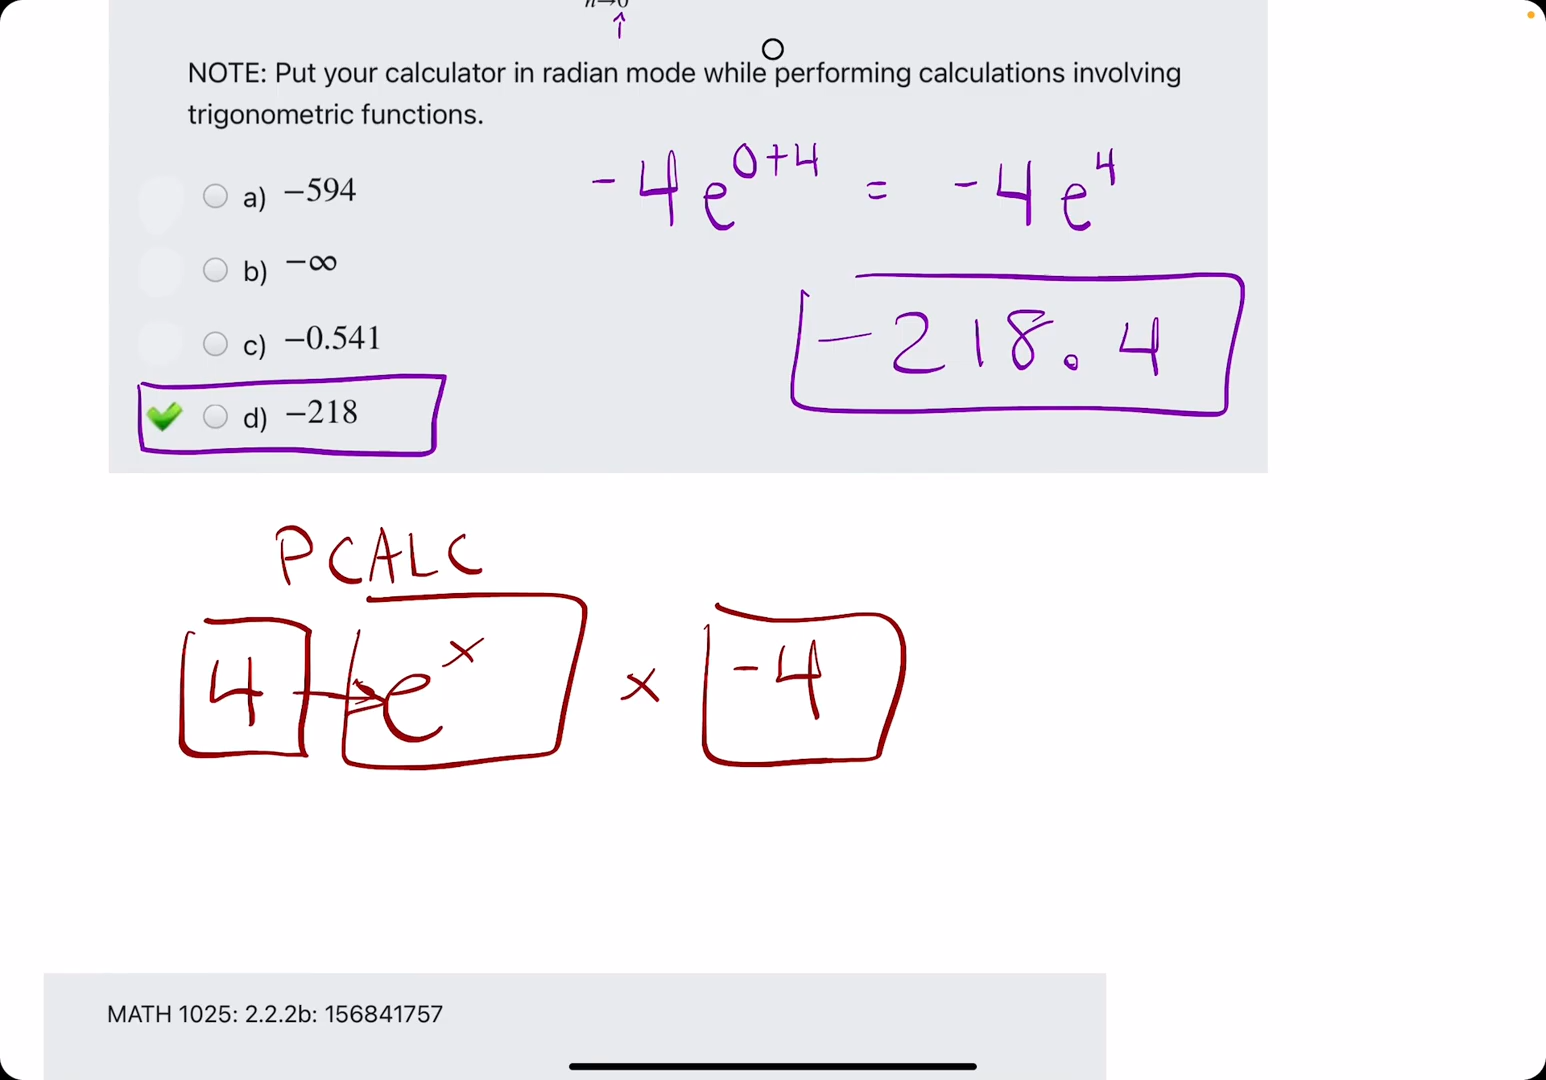 n→0
↑
NOTE: Put your calculator in radian mode while performing calculations involving
trigonometric functions.
-4e^{0+4} = -4e^4
a) −594
b) −∞
c) −0.541
-218.4
d) −218
PCALC
4 → e^x × -4
MATH 1025: 2.2.2b: 156841757